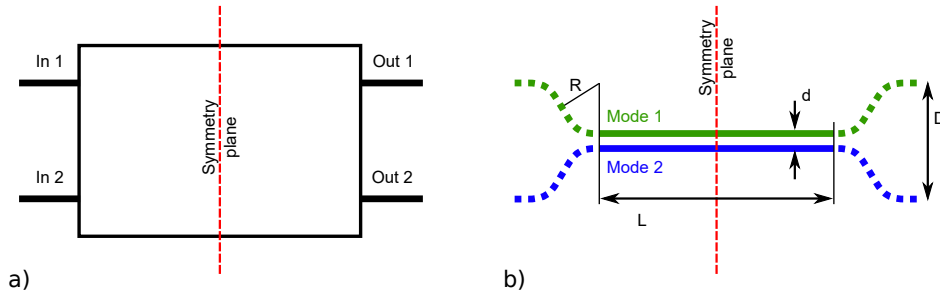 In 1
Out 1
Symmetry
plane
In 2
Out 2
a)
Symmetry
plane
R
d
D
Mode 1
Mode 2
L
b)